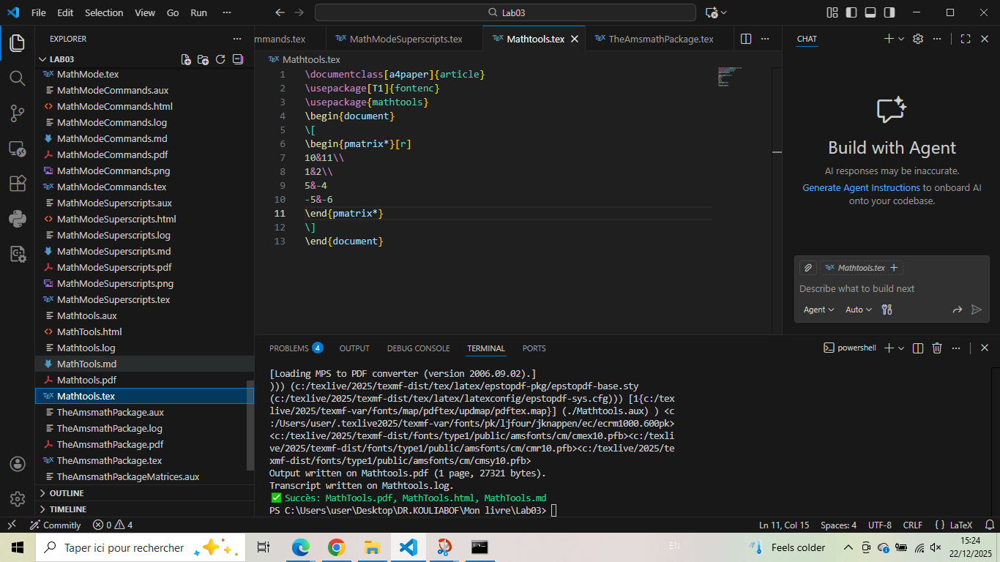 File Edit Selection View Go Run ··· Lab03
EXPLORER ···
LAB03
MathMode.tex
MathModeCommands.aux
MathModeCommands.html
MathModeCommands.log
MathModeCommands.md
MathModeCommands.pdf
MathModeCommands.png
MathModeCommands.tex
MathModeSuperscripts.aux
MathModeSuperscripts.html
MathModeSuperscripts.log
MathModeSuperscripts.md
MathModeSuperscripts.pdf
MathModeSuperscripts.png
MathModeSuperscripts.tex
Mathtools.aux
MathTools.html
Mathtools.log
MathTools.md
Mathtools.pdf
Mathtools.tex
TheAmsmathPackage.aux
TheAmsmathPackage.log
TheAmsmathPackage.pdf
TheAmsmathPackage.tex
TheAmsmathPackageMatrices.aux
OUTLINE
TIMELINE
mmands.tex MathModeSuperscripts.tex Mathtools.tex TheAmsmathPackage.tex ···
Mathtools.tex
1 \documentclass[a4paper]{article}
2 \usepackage[T1]{fontenc}
3 \usepackage{mathtools}
4 \begin{document}
5 \[
6 \begin{pmatrix*}[r]
7 10&11\\
8 1&2\\
9 5&-4
10 -5&-6
11 \end{pmatrix*}
12 \]
13 \end{document}
CHAT ···
Build with Agent
AI responses may be inaccurate.
Generate Agent Instructions to onboard AI
onto your codebase.
Mathtools.tex +
Describe what to build next
Agent Auto
PROBLEMS 4 OUTPUT DEBUG CONSOLE TERMINAL PORTS powershell ···
[Loading MPS to PDF converter (version 2006.09.02).]
))) (c:/texlive/2025/texmf-dist/tex/latex/epstopdf-pkg/epstopdf-base.sty
(c:/texlive/2025/texmf-dist/tex/latex/latexconfig/epstopdf-sys.cfg))) [1{c:/tex
live/2025/texmf-var/fonts/map/pdftex/updmap/pdftex.map}] (./Mathtools.aux) ) <c
:/Users/user/.texlive2025/texmf-var/fonts/pk/ljfour/jknappen/ec/ecrm1000.600pk>
<c:/texlive/2025/texmf-dist/fonts/type1/public/amsfonts/cm/cmex10.pfb><c:/texli
ve/2025/texmf-dist/fonts/type1/public/amsfonts/cm/cmr10.pfb><c:/texlive/2025/te
xmf-dist/fonts/type1/public/amsfonts/cm/cmsy10.pfb>
Output written on Mathtools.pdf (1 page, 27321 bytes).
Transcript written on Mathtools.log.
✅ Succès: MathTools.pdf, MathTools.html, MathTools.md
PS C:\Users\user\Desktop\DR.KOULIABOF\Mon livre\Lab03>
Commitly 0 4 Ln 11, Col 15 Spaces: 4 UTF-8 CRLF {} LaTeX
Taper ici pour rechercher EN Feels colder 15:24
22/12/2025